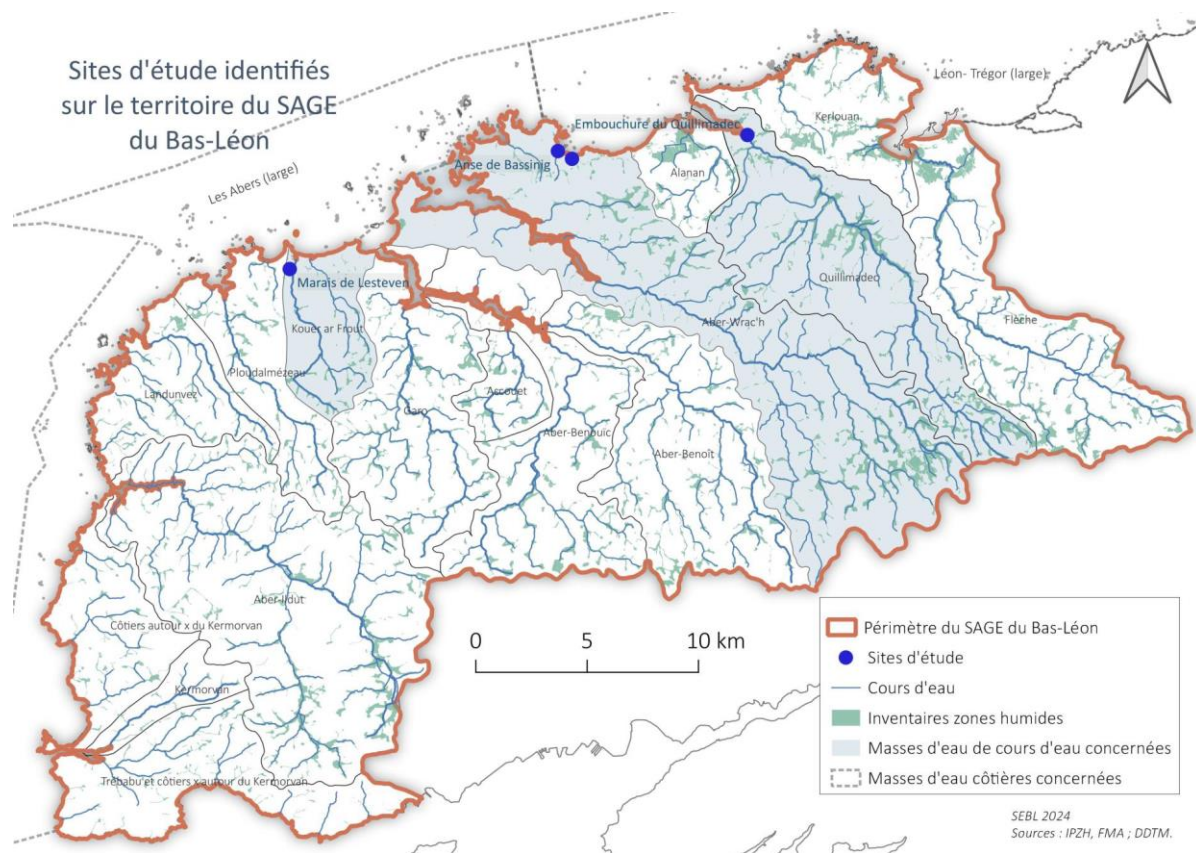 Sites d'étude identifiés
sur le territoire du SAGE
du Bas-Léon
Léon- Trégor (large)
Kerlouan
Embouchure du Quillimadec
Anse de Bassinig
Alanan
Les Abers (large)
Quillimadec
Marais de Lesteven
Kouer ar Frout
Aber-Wrac'h
Flèche
Ploudalmézeau
Landunvez
Accouet
Garo
Aber-Benouïc
Aber-Benoît
Aber-Ildut
Côtiers autour x du Kermorvan
Kermorvan
Trébabu et côtiers x autour du Kermorvan
0 5 10 km
Périmètre du SAGE du Bas-Léon
Sites d'étude
Cours d'eau
Inventaires zones humides
Masses d'eau de cours d'eau concernées
Masses d'eau côtières concernées
SEBL 2024
Sources : IPZH, FMA ; DDTM.